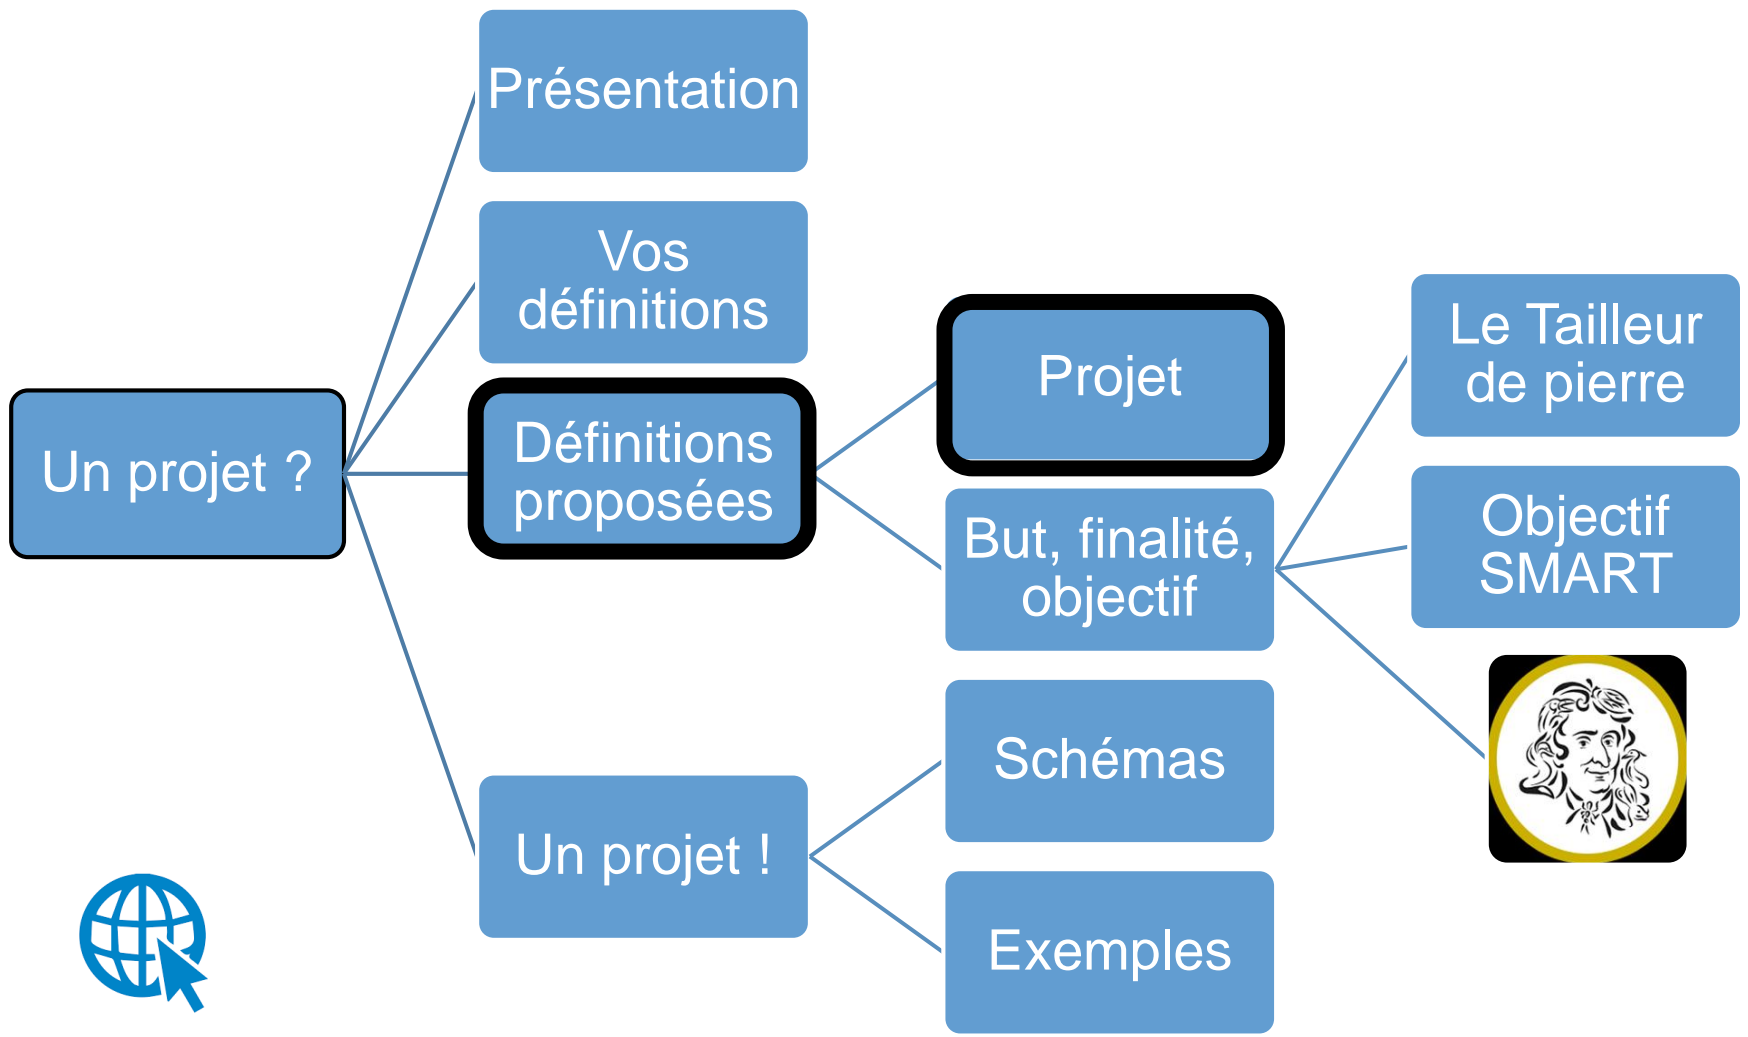 Présentation
Vos
définitions
Un projet ?
Définitions
proposées
Projet
But, finalité,
objectif
Le Tailleur
de pierre
Objectif
SMART
Un projet !
Schémas
Exemples